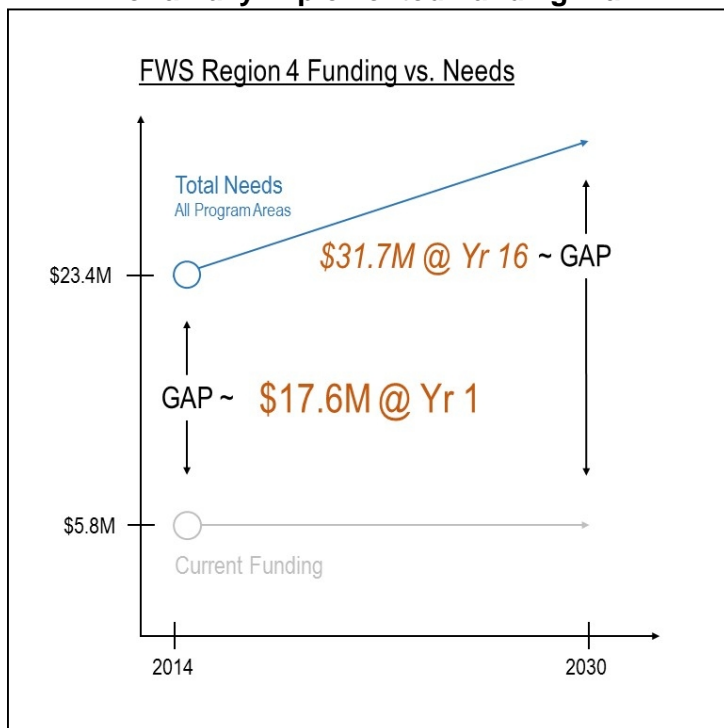 FWS Region 4 Funding vs. Needs
Total Needs
All Program Areas
$31.7M @ Yr 16 ~ GAP
$23.4M
GAP ~ $17.6M @ Yr 1
$5.8M
Current Funding
2014 2030